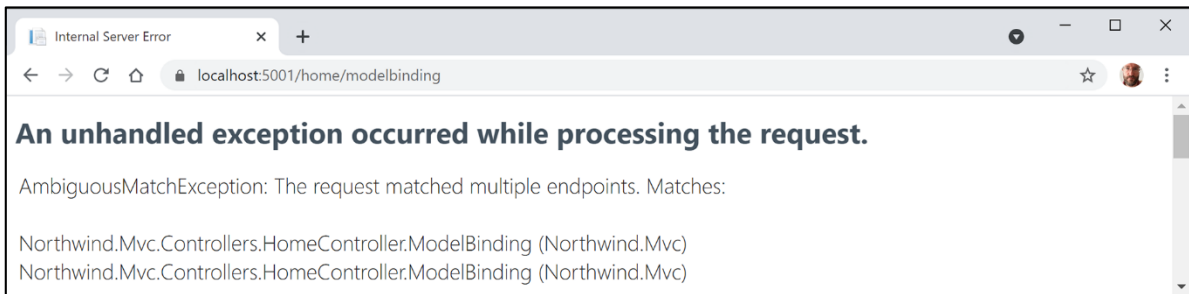 Internal Server Error
localhost:5001/home/modelbinding
An unhandled exception occurred while processing the request.
AmbiguousMatchException: The request matched multiple endpoints. Matches:
Northwind.Mvc.Controllers.HomeController.ModelBinding (Northwind.Mvc)
Northwind.Mvc.Controllers.HomeController.ModelBinding (Northwind.Mvc)